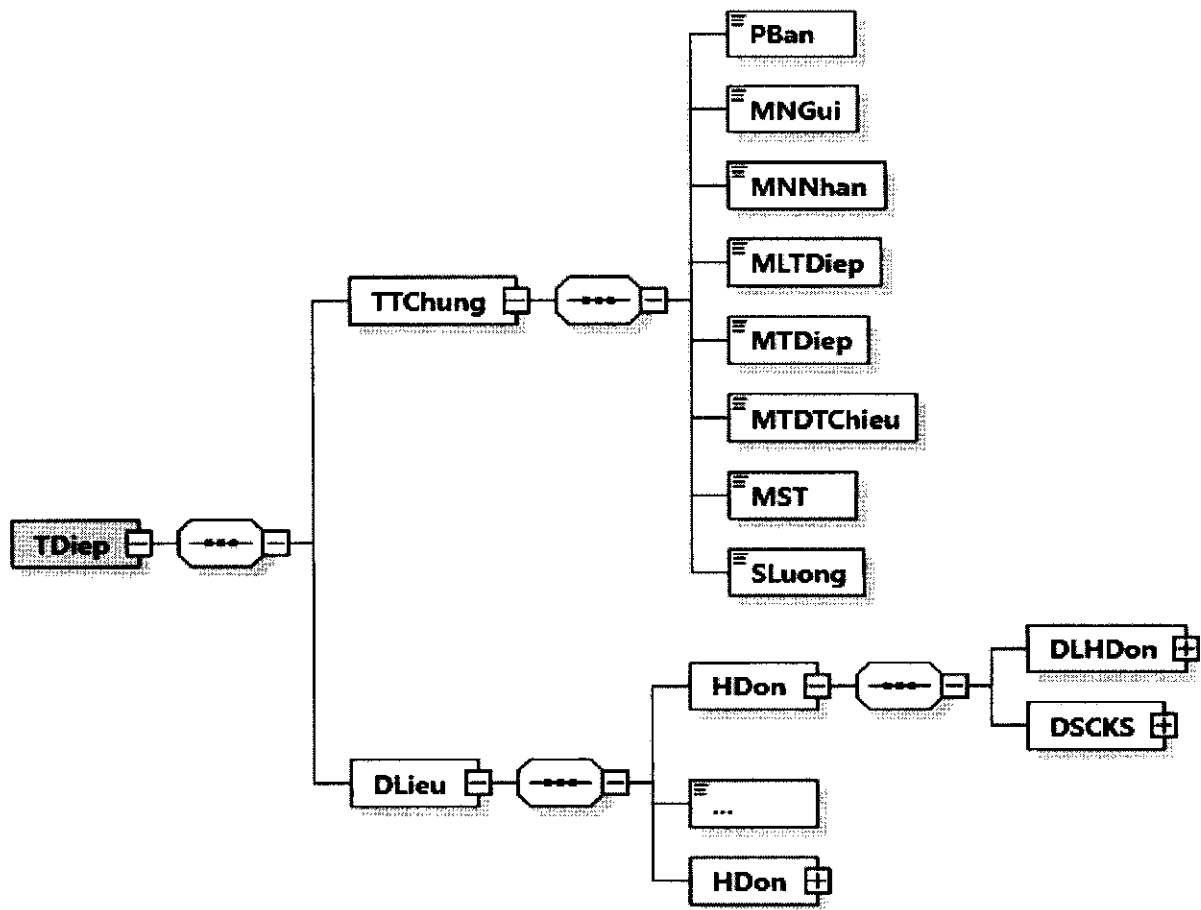 PBan
MNGui
MNNhan
MLTDiep
TTChung
MTDiep
MTDTChieu
MST
TDiep
SLuong
HDon
DLHDon
DSCKS
DLieu
...
HDon